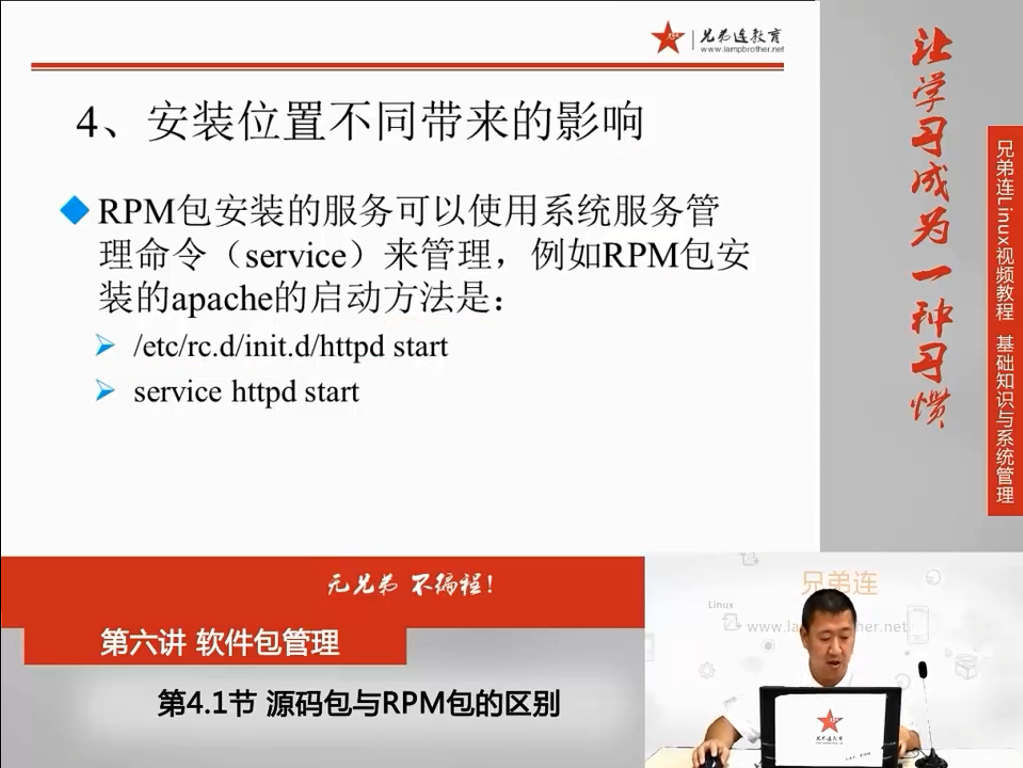 兄弟连教育
www.lampbrother.net
4、安装位置不同带来的影响
RPM包安装的服务可以使用系统服务管
理命令（service）来管理，例如RPM包安
装的apache的启动方法是：
/etc/rc.d/init.d/httpd start
service httpd start
让学习成为一种习惯
兄弟连Linux视频教程 基础知识与系统管理
无兄弟 不编程！
第六讲 软件包管理
第4.1节 源码包与RPM包的区别
兄弟连
Linux
www.la
her.net
兄弟连教育